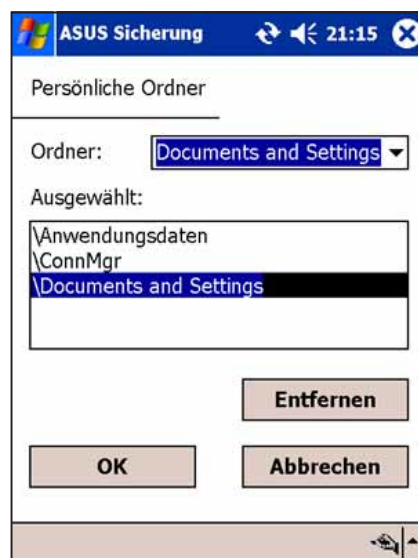 ASUS Sicherung 21:15
Persönliche Ordner
Ordner: Documents and Settings
Ausgewählt:
\Anwendungsdaten
\ConnMgr
\Documents and Settings
Entfernen
OK Abbrechen